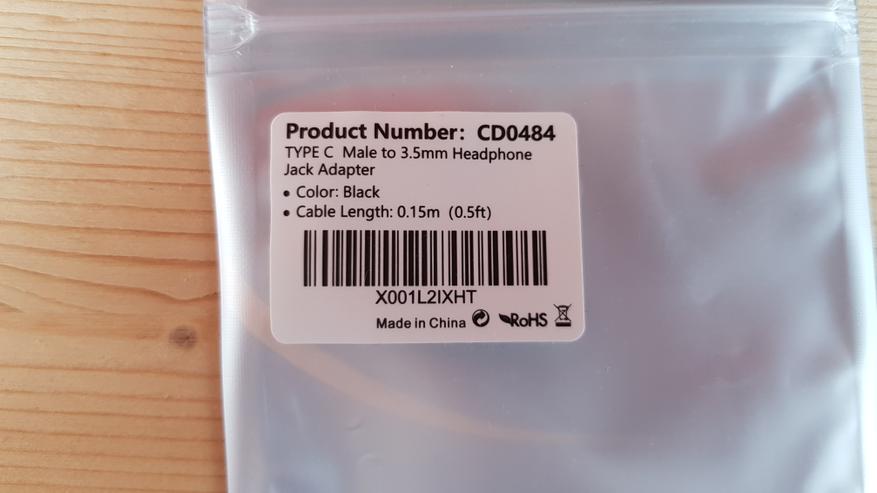 Product Number: CD0484
TYPE C Male to 3.5mm Headphone
Jack Adapter
• Color: Black
• Cable Length: 0.15m (0.5ft)
X001L2IXHT
Made in China RoHS